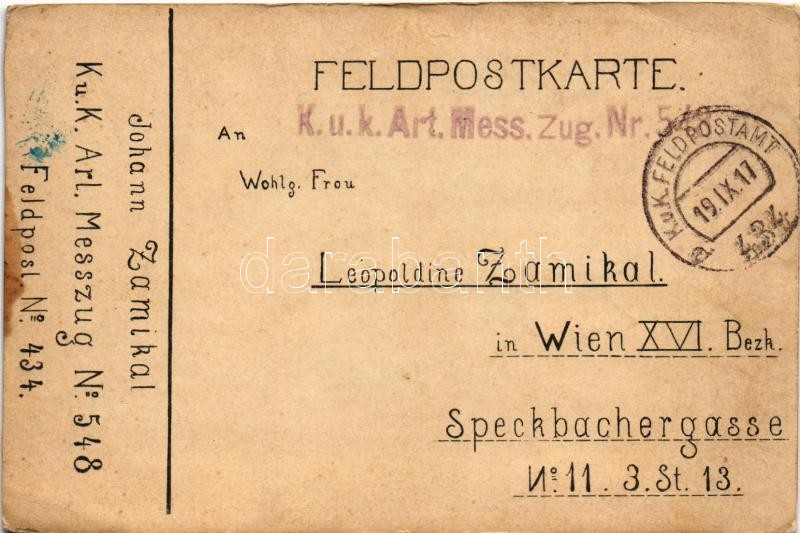 Johann Zamikal
K.u.K. Art. Messzug No. 548
Feldpost No. 434.
FELDPOSTKARTE.
K.u.k. Art. Mess. Zug. Nr. 548
An
Wohlg. Frau
Leopoldine Zamikal.
in Wien XVI. Bezk.
Speckbachergasse
No. 11. 3. St. 13.
K.u.K. FELDPOSTAMT
19.IX.17
434
darabanth